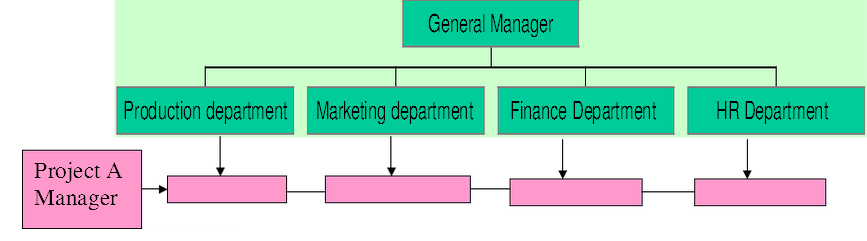 General Manager
Production department
Marketing department
Finance Department
HR Department
Project A
Manager